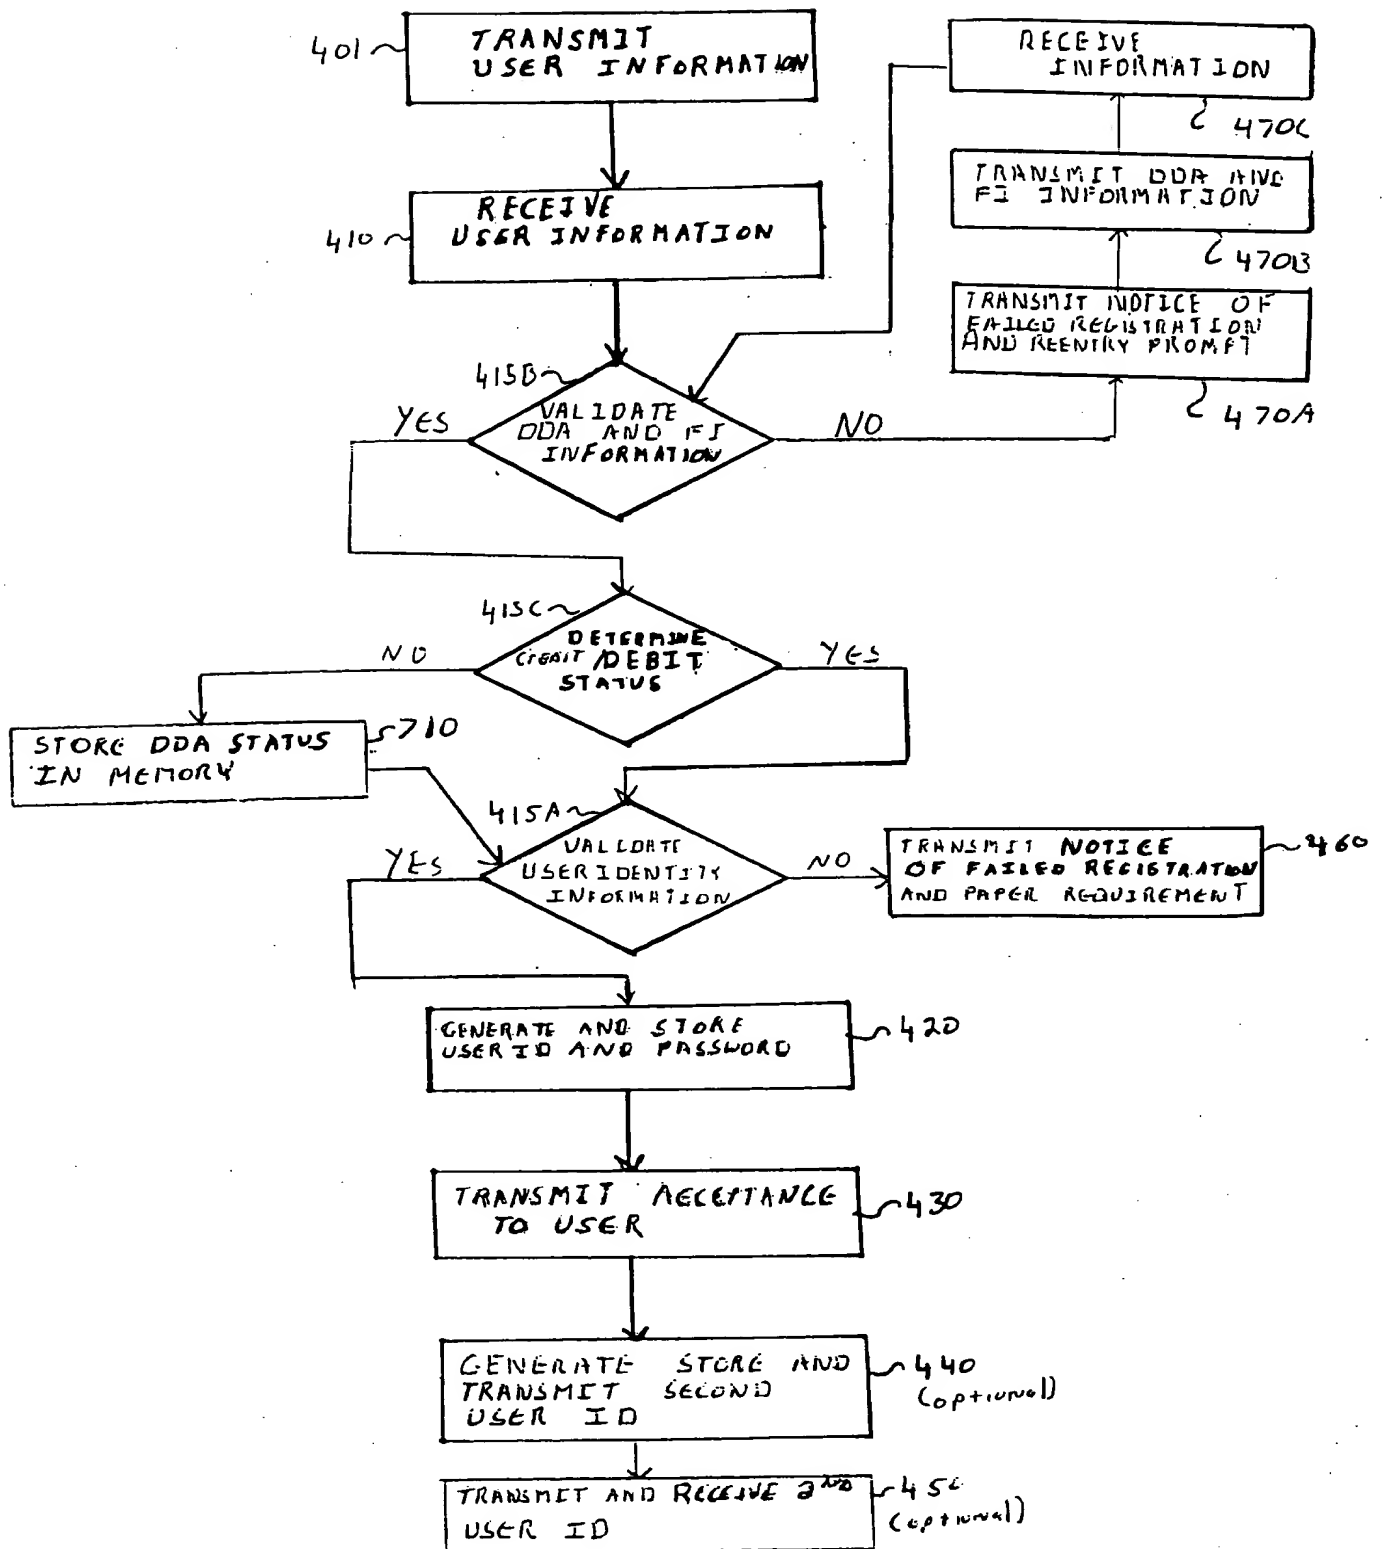 401
TRANSMIT
USER INFORMATION
RECEIVE
INFORMATION
470C
410
RECEIVE
USER INFORMATION
TRANSMIT DDA AND
FI INFORMATION
470B
TRANSMIT NOTICE OF
FAILED REGISTRATION
AND REENTRY PROMPT
470A
415B
YES
VALIDATE
DDA AND FI
INFORMATION
NO
415C
NO
DETERMINE
CREDIT/DEBIT
STATUS
YES
STORE DDA STATUS
IN MEMORY
710
415A
YES
VALIDATE
USER IDENTITY
INFORMATION
NO
TRANSMIT NOTICE
OF FAILED REGISTRATION
AND PAPER REQUIREMENT
460
GENERATE AND STORE
USER ID AND PASSWORD
420
TRANSMIT ACCEPTANCE
TO USER
430
GENERATE STORE AND
TRANSMIT SECOND
USER ID
440
(optional)
TRANSMIT AND RECEIVE 2ND
USER ID
(optional)